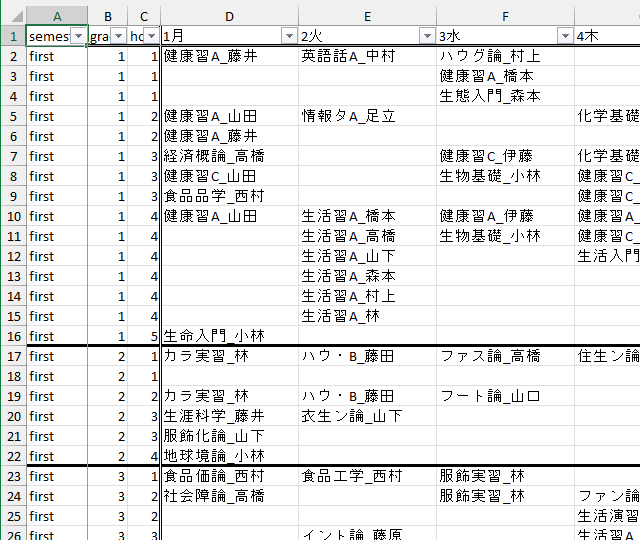 A B C D E F
1 semes grad ho 1月 2火 3水 4木
2 first 1 1 健康習A_藤井 英語話A_中村 ハウグ論_村上
3 first 1 1 健康習A_橋本
4 first 1 1 生態入門_森本
5 first 1 2 健康習A_山田 情報タA_足立 化学基礎
6 first 1 2 健康習A_藤井
7 first 1 3 経済概論_高橋 健康習C_伊藤 化学基礎
8 first 1 3 健康習C_山田 生物基礎_小林 健康習C_
9 first 1 3 食品品学_西村 健康習C_
10 first 1 4 健康習A_山田 生活習A_橋本 健康習A_伊藤 健康習A_
11 first 1 4 生活習A_高橋 生物基礎_小林 健康習C_
12 first 1 4 生活習A_山下 生活入門
13 first 1 4 生活習A_森本
14 first 1 4 生活習A_村上
15 first 1 4 生活習A_林
16 first 1 5 生命入門_小林
17 first 2 1 カラ実習_林 ハウ・B_藤田 ファス論_高橋 住生ン論
18 first 2 1
19 first 2 2 カラ実習_林 ハウ・B_藤田 フート論_山口
20 first 2 3 生涯科学_藤井 衣生ン論_山下
21 first 2 3 服飾化論_山下
22 first 2 4 地球境論_小林
23 first 3 1 食品価論_西村 食品工学_西村 服飾実習_林
24 first 3 2 社会障論_高橋 服飾実習_林 ファン論
25 first 3 2 生活演習
26 first 3 3 イント論_藤原 生活習A